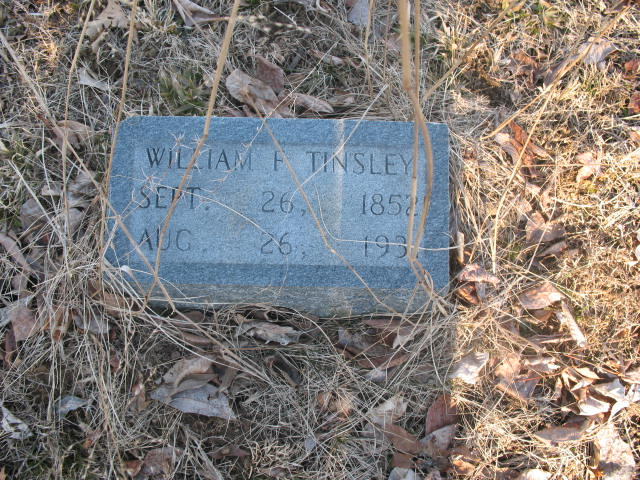 WILLIAM F. TINSLEY
SEPT. 26, 1852
AUG. 26,